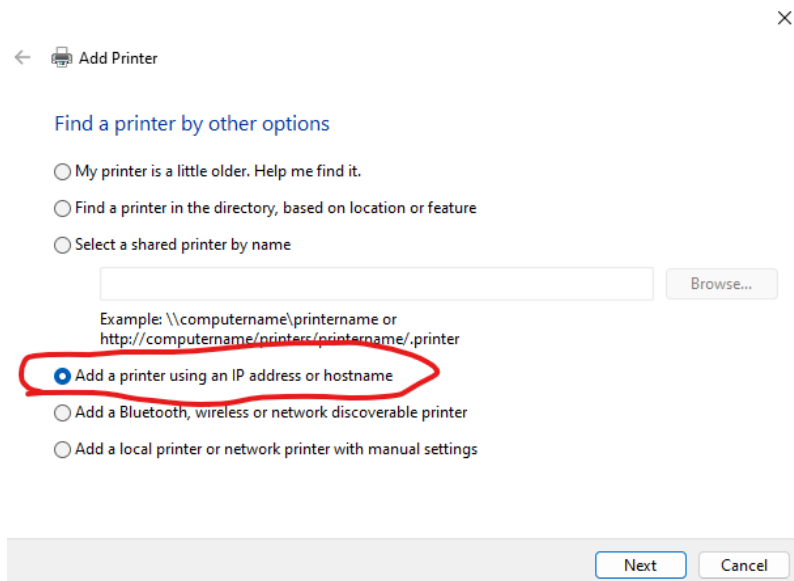 Add Printer
Find a printer by other options
My printer is a little older. Help me find it.
Find a printer in the directory, based on location or feature
Select a shared printer by name
Browse...
Example: \\computername\printername or
http://computername/printers/printername/.printer
Add a printer using an IP address or hostname
Add a Bluetooth, wireless or network discoverable printer
Add a local printer or network printer with manual settings
Next
Cancel